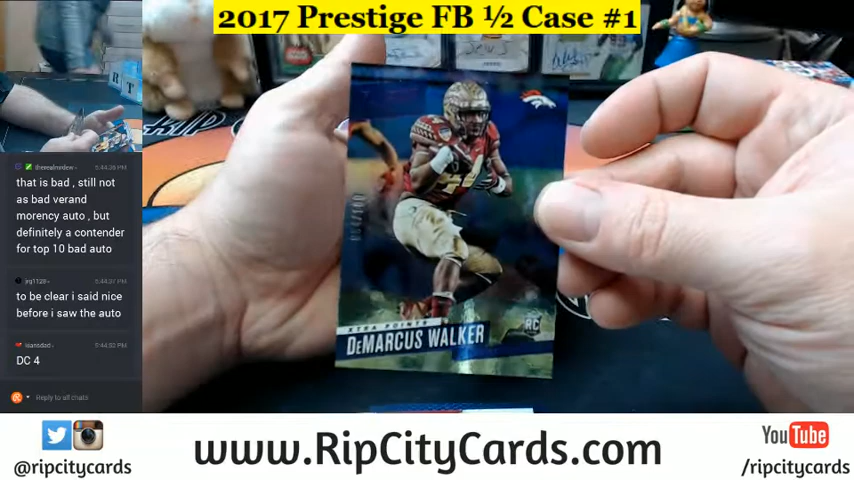 2017 Prestige FB ½ Case #1
that is bad , still not
as bad verand
morency auto , but
definitely a contender
for top 10 bad auto
to be clear i said nice
before i saw the auto
DC 4
Reply to all chats
XTRA POINTS
DeMARCUS WALKER
RC
44
@ripcitycards
www.RipCityCards.com
YouTube
/ripcitycards